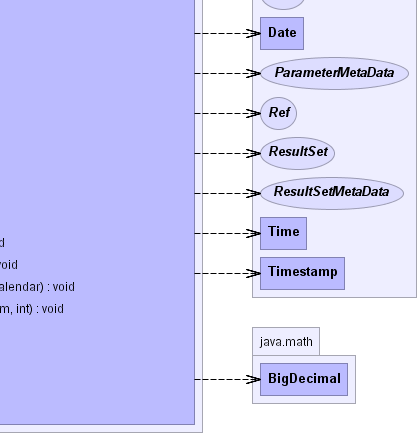 Date
ParameterMetaData
Ref
ResultSet
ResultSetMetaData
Time
Timestamp
d
void
alendar) : void
m, int) : void
java.math
BigDecimal